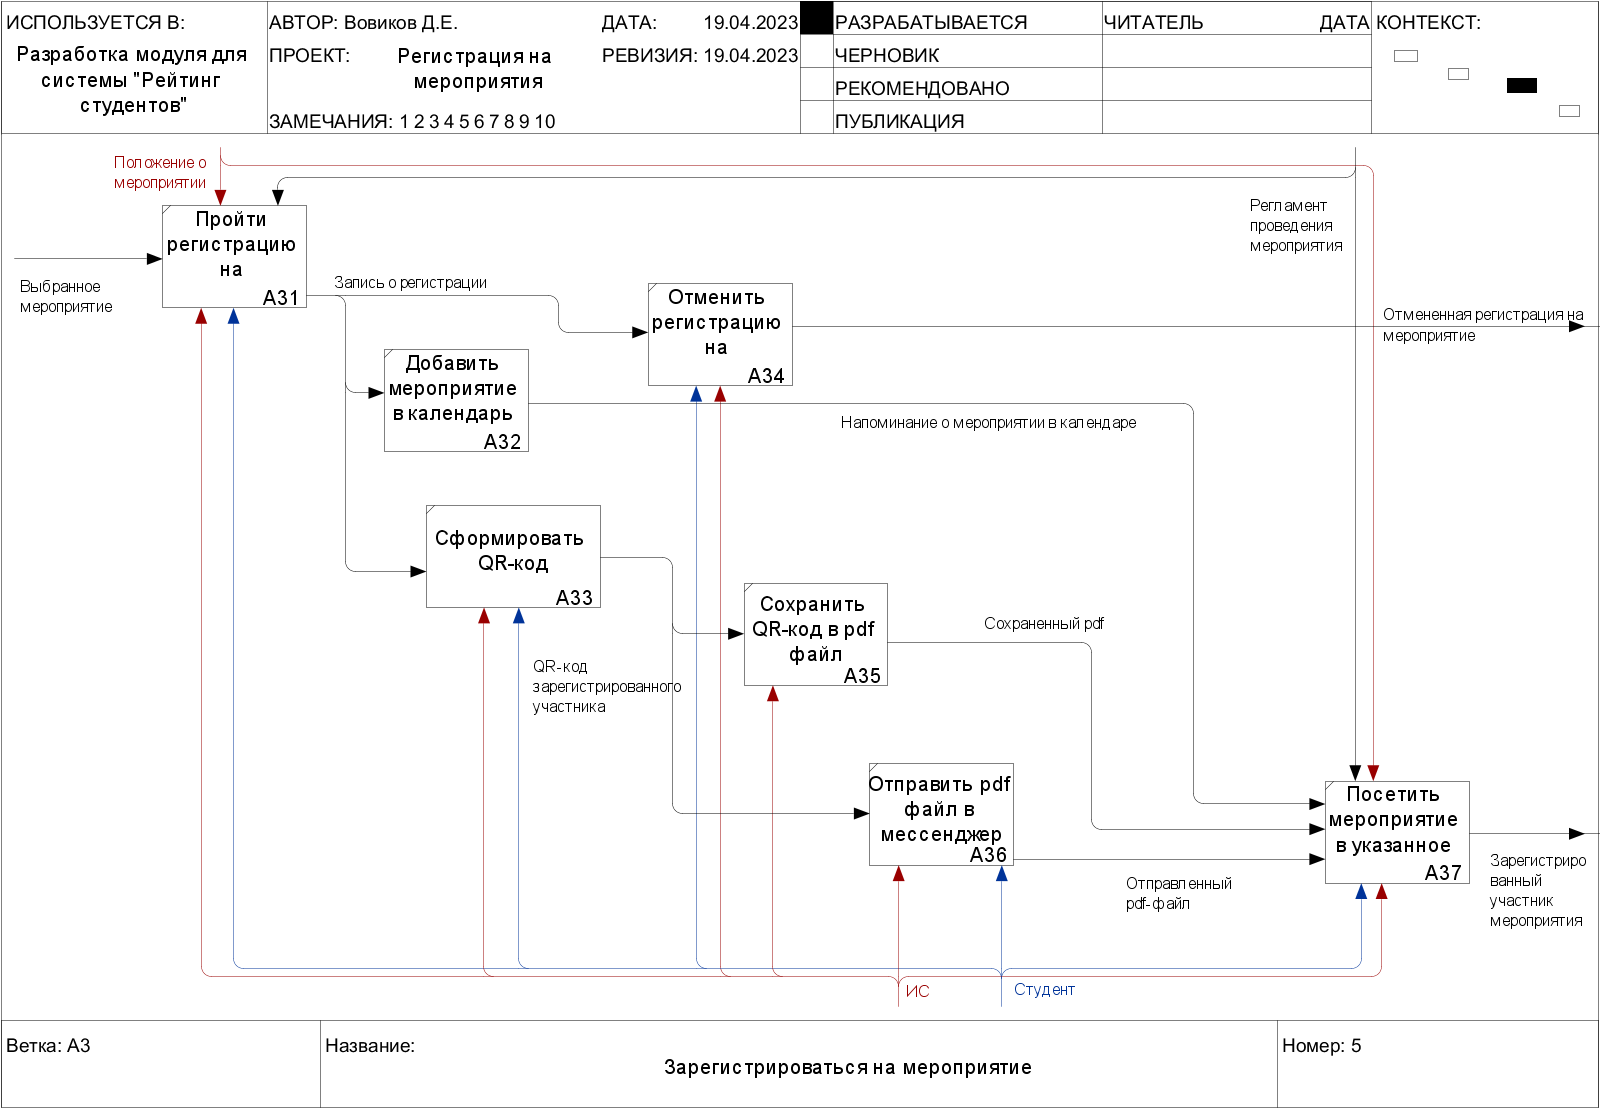 ИСПОЛЬЗУЕТСЯ В:
Разработка модуля для
системы "Рейтинг
студентов"
АВТОР: Вовиков Д.Е.
ДАТА: 19.04.2023
ПРОЕКТ: Регистрация на
мероприятия
РЕВИЗИЯ: 19.04.2023
ЗАМЕЧАНИЯ: 1 2 3 4 5 6 7 8 9 10
РАЗРАБАТЫВАЕТСЯ
ЧЕРНОВИК
РЕКОМЕНДОВАНО
ПУБЛИКАЦИЯ
ЧИТАТЕЛЬ ДАТА
КОНТЕКСТ:
Положение о
мероприятии
Пройти
регистрацию
на
A31
Выбранное
мероприятие
Запись о регистрации
Отменить
регистрацию
на
A34
Регламент
проведения
мероприятия
Отмененная регистрация на
мероприятие
Добавить
мероприятие
в календарь
A32
Напоминание о мероприятии в календаре
Сформировать
QR-код
A33
QR-код
зарегистрированного
участника
Сохранить
QR-код в pdf
файл
A35
Сохраненный pdf
Отправить pdf
файл в
мессенджер
A36
Отправленный
pdf-файл
Посетить
мероприятие
в указанное
A37
Зарегистриро
ванный
участник
мероприятия
ИС
Студент
Ветка: A3
Название:
Зарегистрироваться на мероприятие
Номер: 5